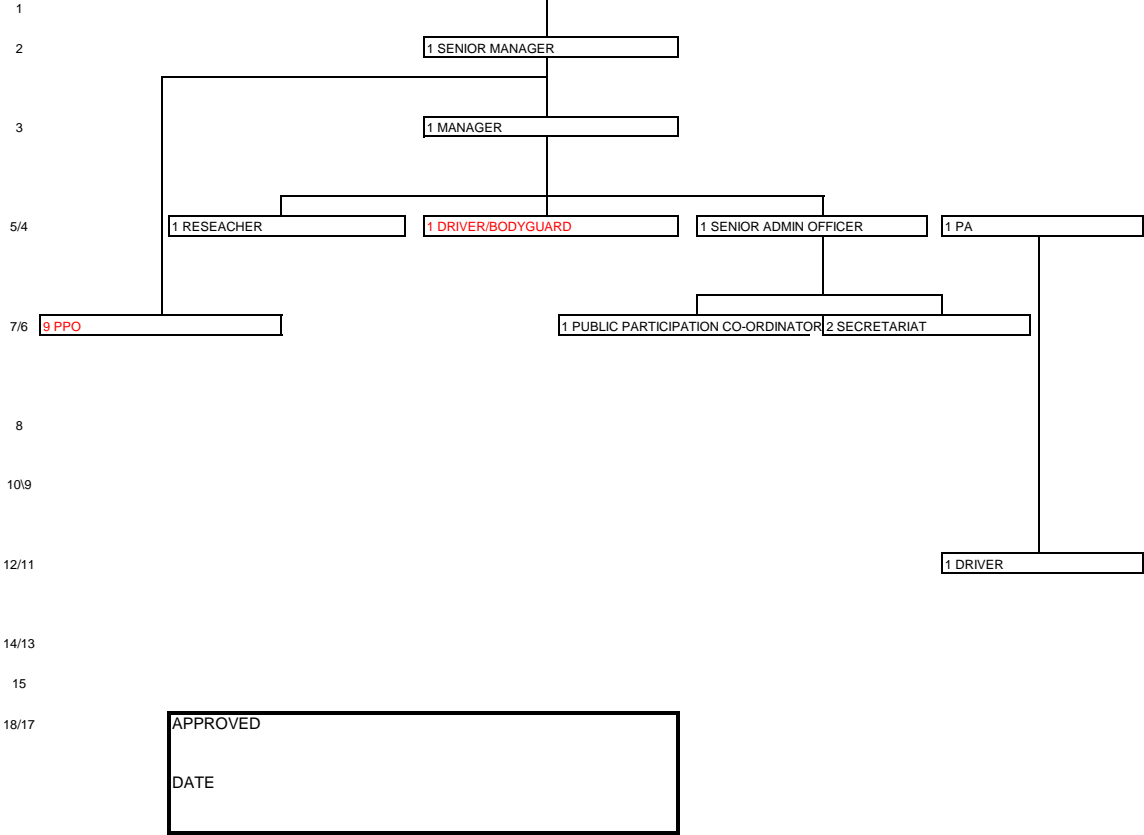 1
2 1 SENIOR MANAGER
3 1 MANAGER
5/4 1 RESEACHER 1 DRIVER/BODYGUARD 1 SENIOR ADMIN OFFICER 1 PA
7/6 9 PPO 1 PUBLIC PARTICIPATION CO-ORDINATOR 2 SECRETARIAT
8
10\9
12/11 1 DRIVER
14/13
15
18/17 APPROVED
DATE